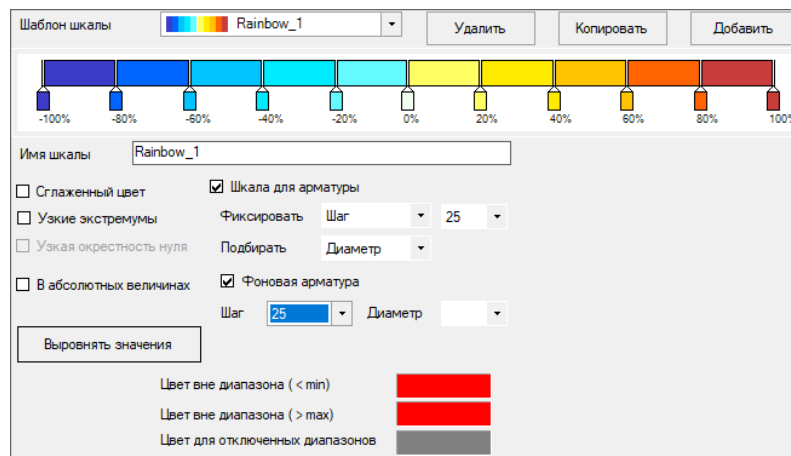 Шаблон шкалы Rainbow_1 Удалить Копировать Добавить
-100% -80% -60% -40% -20% 0% 20% 40% 60% 80% 100%
Имя шкалы Rainbow_1
Сглаженный цвет Шкала для арматуры
Узкие экстремумы Фиксировать Шаг 25
Узкая окрестность нуля Подбирать Диаметр
В абсолютных величинах Фоновая арматура
Шаг 25 Диаметр
Выровнять значения
Цвет вне диапазона ( < min)
Цвет вне диапазона ( > max)
Цвет для отключенных диапазонов